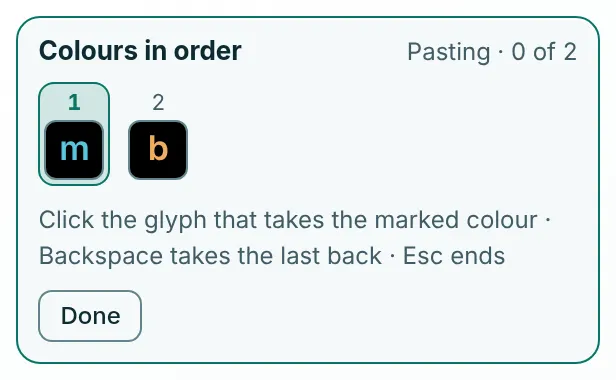 Colours in order
Pasting · 0 of 2
1 2
m b
Click the glyph that takes the marked colour ·
Backspace takes the last back · Esc ends
Done